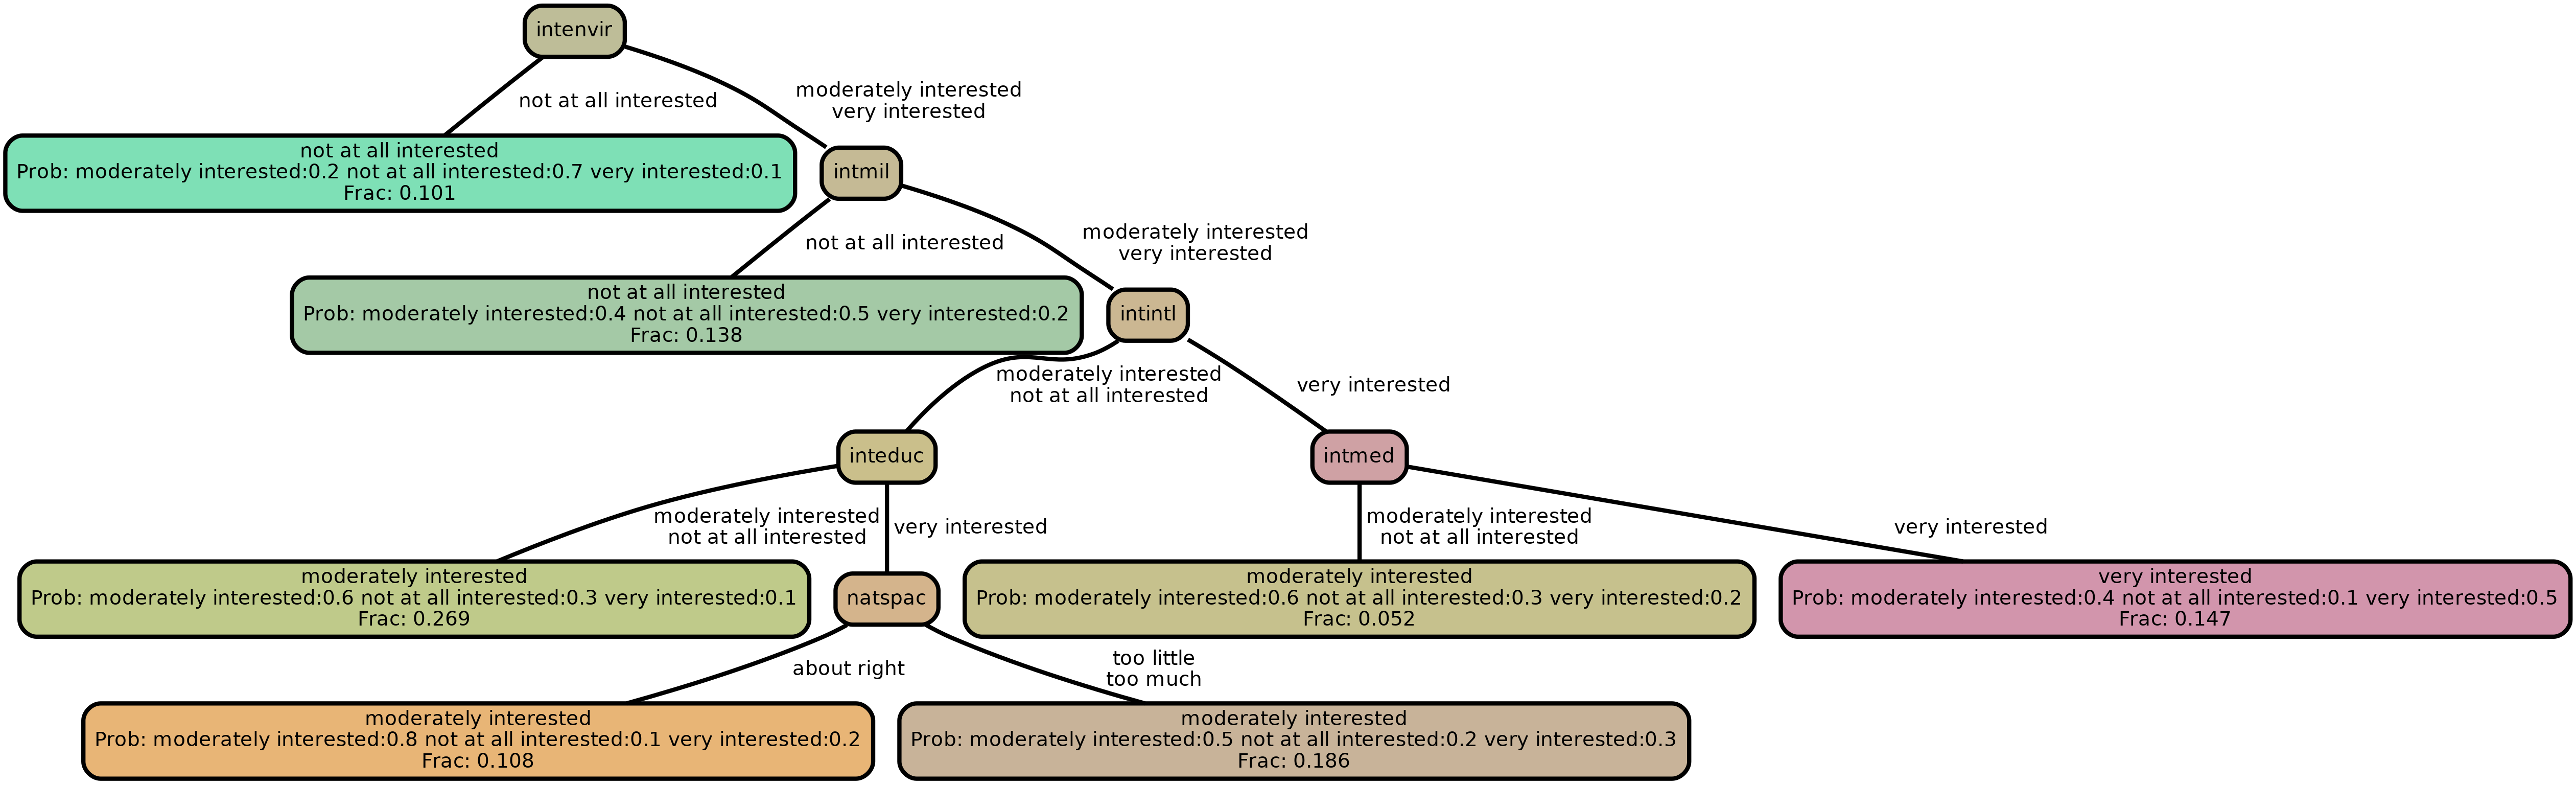 intenvir
not at all interested
moderately interested
very interested
not at all interested
Prob: moderately interested:0.2 not at all interested:0.7 very interested:0.1
Frac: 0.101
intmil
not at all interested
moderately interested
very interested
not at all interested
Prob: moderately interested:0.4 not at all interested:0.5 very interested:0.2
Frac: 0.138
intintl
moderately interested
not at all interested
very interested
inteduc
intmed
moderately interested
not at all interested
very interested
moderately interested
not at all interested
very interested
moderately interested
Prob: moderately interested:0.6 not at all interested:0.3 very interested:0.1
Frac: 0.269
natspac
moderately interested
Prob: moderately interested:0.6 not at all interested:0.3 very interested:0.2
Frac: 0.052
very interested
Prob: moderately interested:0.4 not at all interested:0.1 very interested:0.5
Frac: 0.147
about right
too little
too much
moderately interested
Prob: moderately interested:0.8 not at all interested:0.1 very interested:0.2
Frac: 0.108
moderately interested
Prob: moderately interested:0.5 not at all interested:0.2 very interested:0.3
Frac: 0.186